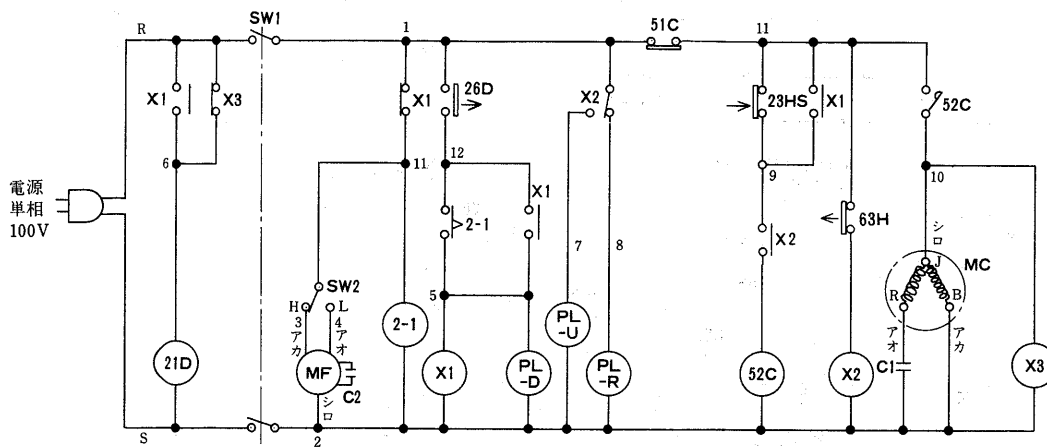 SW1
R
1
51C
11
X1
X3
X1
26D
X2
23HS
X1
52C
6
11
12
9
10
電源
単相
100V
2-1
X1
7
8
X2
63H
シロ
J
MC
SW2
H
L
3
4
アカ
アオ
5
R
B
アオ
アカ
21D
MF
C2
シロ
2-1
X1
PL
-D
PL
-U
PL
-R
52C
X2
C1
X3
S
2